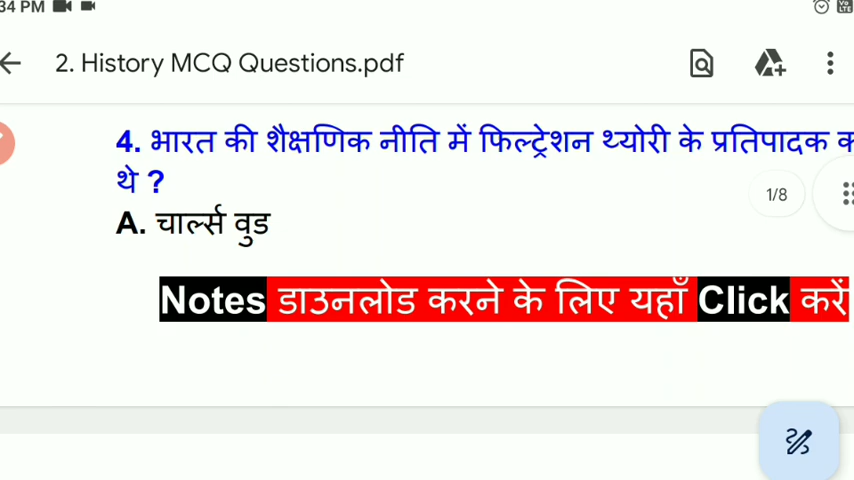 34 PM
2. History MCQ Questions.pdf
4. भारत की शैक्षणिक नीति में फिल्ट्रेशन थ्योरी के प्रतिपादक
थे ?
1/8
A. चार्ल्स वुड
Notes डाउनलोड करने के लिए यहाँ Click करें